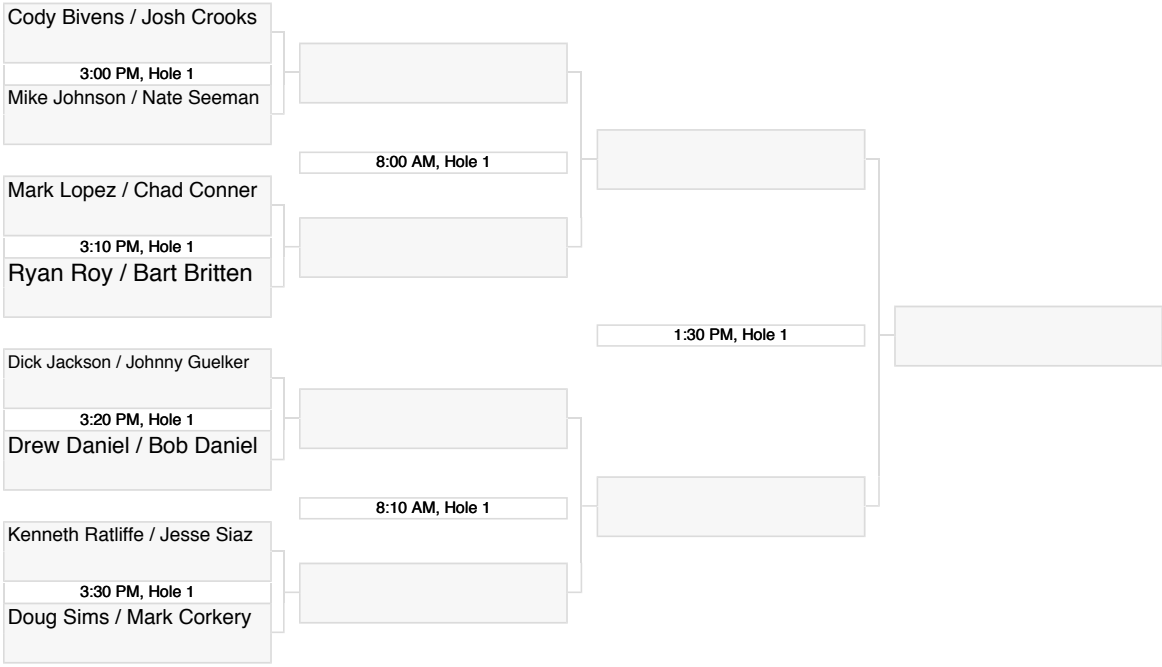 Cody Bivens / Josh Crooks
3:00 PM, Hole 1
Mike Johnson / Nate Seeman
8:00 AM, Hole 1
Mark Lopez / Chad Conner
3:10 PM, Hole 1
Ryan Roy / Bart Britten
1:30 PM, Hole 1
Dick Jackson / Johnny Guelker
3:20 PM, Hole 1
Drew Daniel / Bob Daniel
8:10 AM, Hole 1
Kenneth Ratliffe / Jesse Siaz
3:30 PM, Hole 1
Doug Sims / Mark Corkery